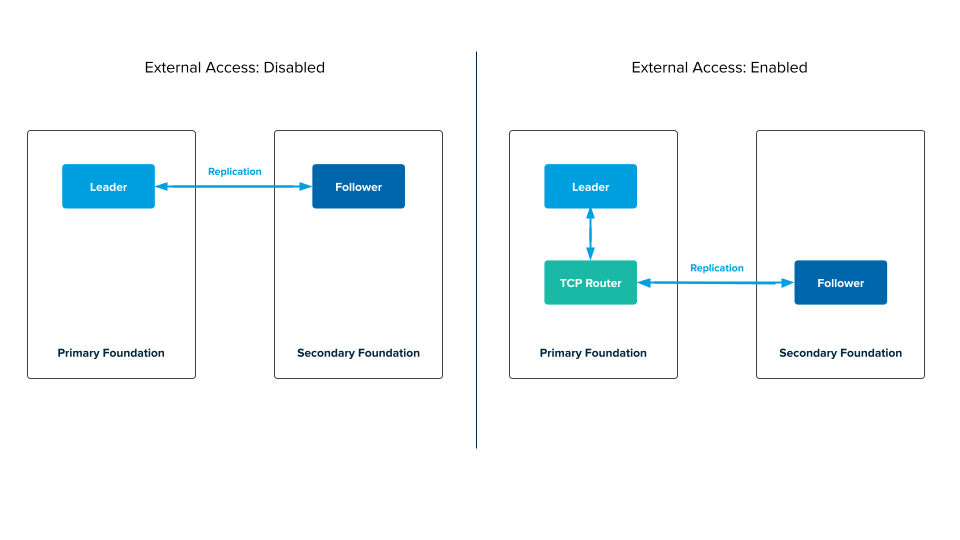 External Access: Disabled
Replication
Leader
Follower
Primary Foundation
Secondary Foundation
External Access: Enabled
Leader
Replication
TCP Router
Follower
Primary Foundation
Secondary Foundation